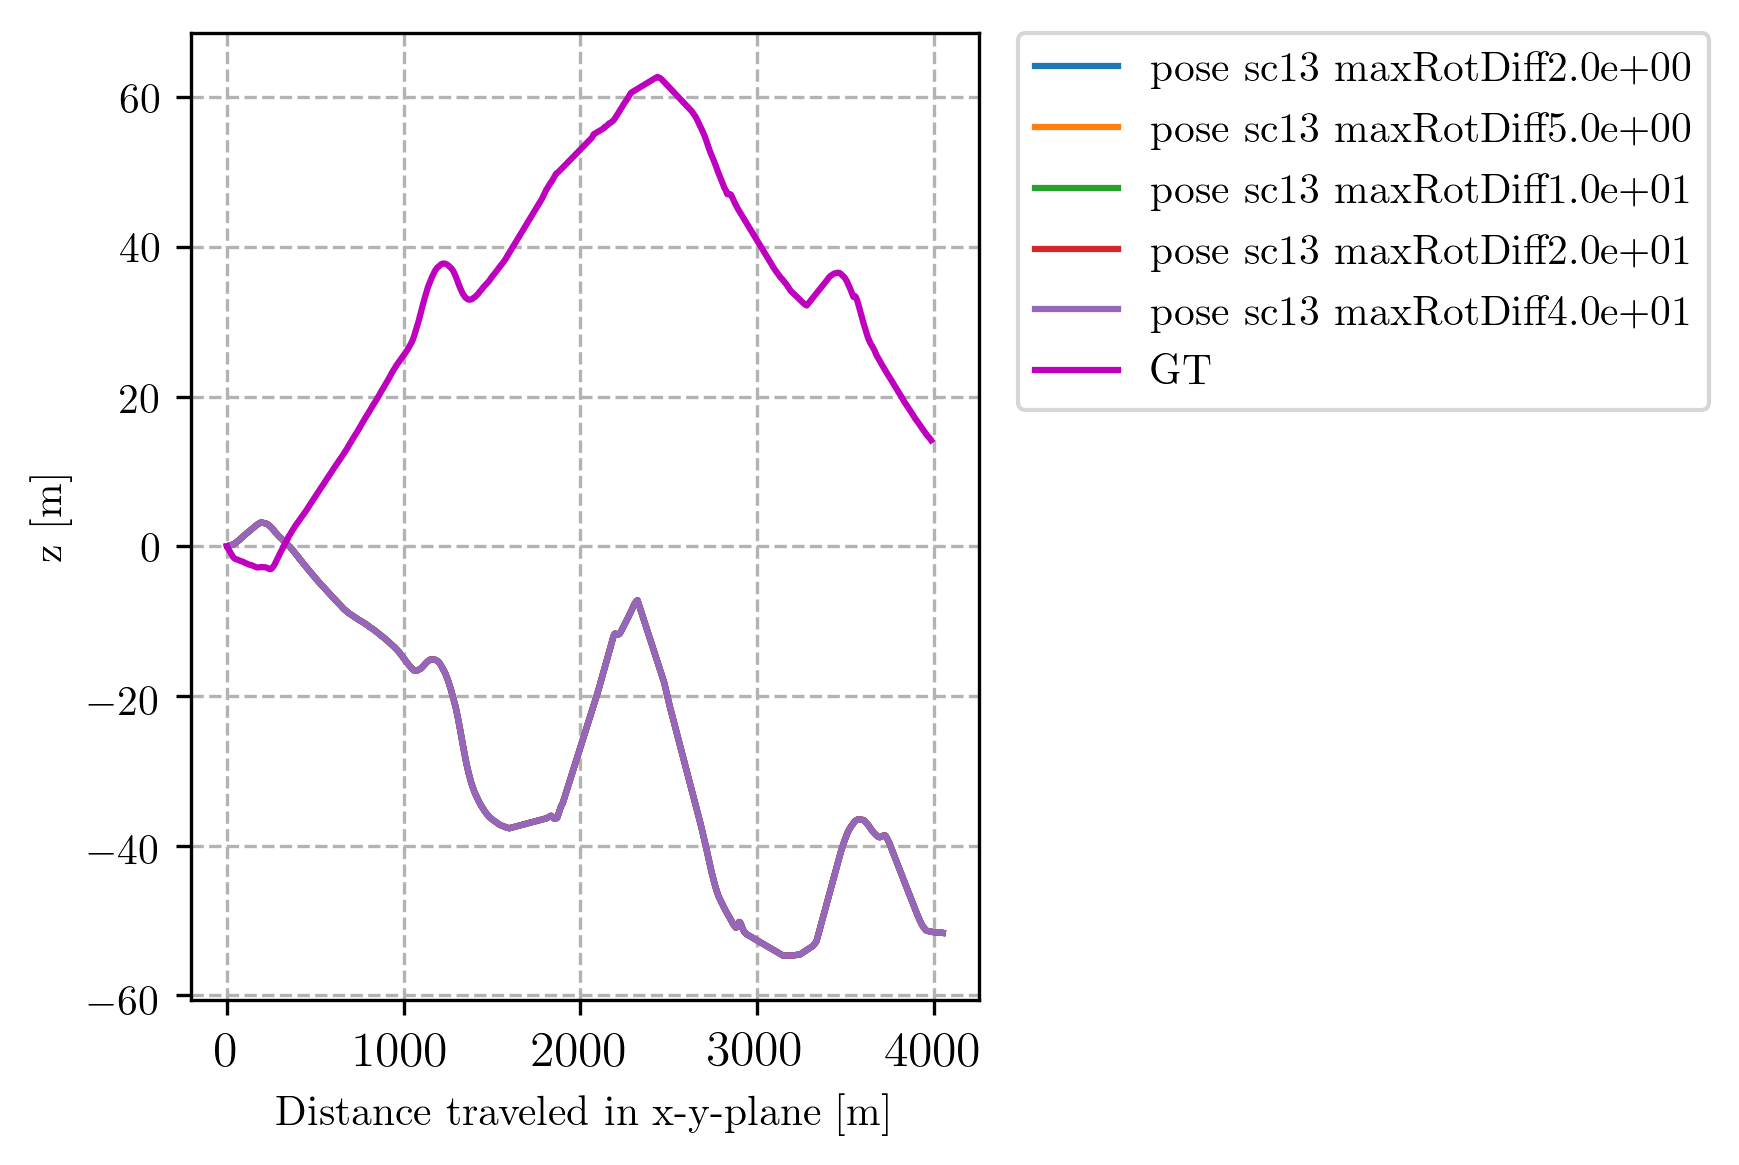 60
40
20
0
−20
−40
−60
z [m]
0 1000 2000 3000 4000
Distance traveled in x-y-plane [m]
pose sc13 maxRotDiff2.0e+00
pose sc13 maxRotDiff5.0e+00
pose sc13 maxRotDiff1.0e+01
pose sc13 maxRotDiff2.0e+01
pose sc13 maxRotDiff4.0e+01
GT